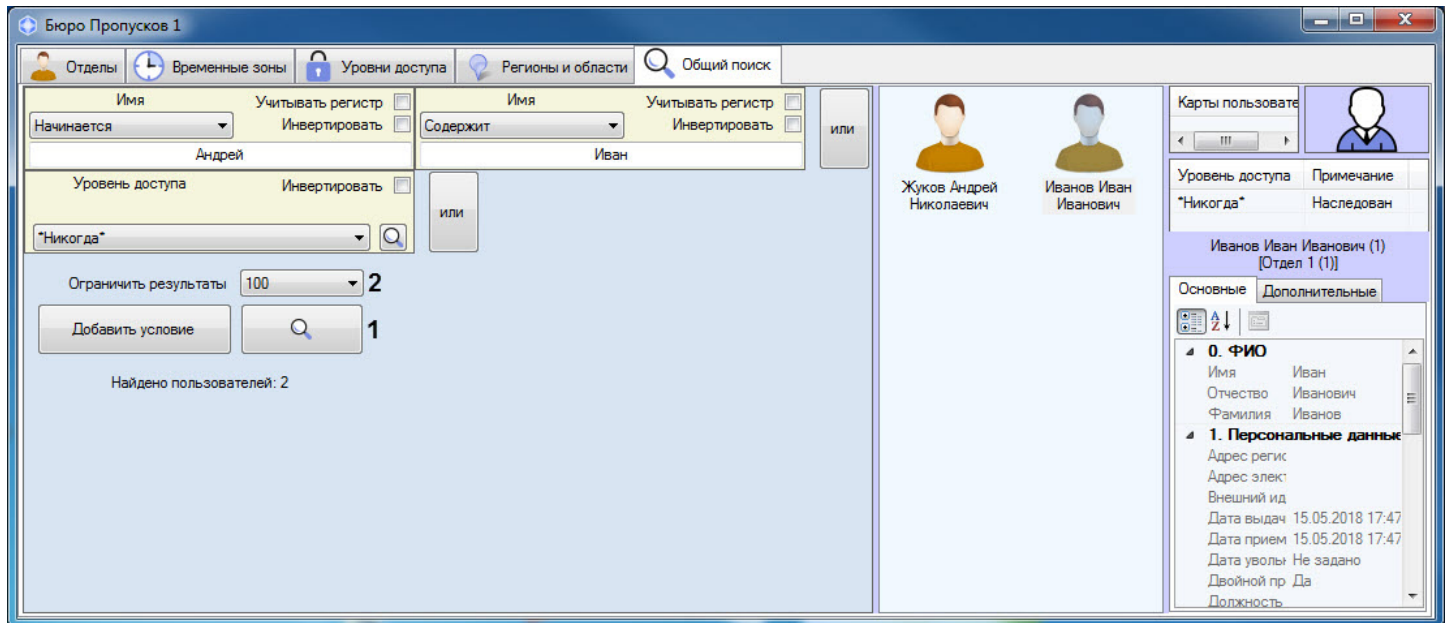 Бюро Пропусков 1
Отделы
Временные зоны
Уровни доступа
Регионы и области
Общий поиск
Имя
Учитывать регистр
Начинается
Инвертировать
Андрей
Имя
Учитывать регистр
Содержит
Инвертировать
Иван
или
Уровень доступа
Инвертировать
*Никогда*
или
Ограничить результаты
100
2
Добавить условие
1
Найдено пользователей: 2
Жуков Андрей
Николаевич
Иванов Иван
Иванович
Карты пользовате
Уровень доступа Примечание
*Никогда* Наследован
Иванов Иван Иванович (1)
[Отдел 1 (1)]
Основные Дополнительные
0. ФИО
Имя Иван
Отчество Иванович
Фамилия Иванов
1. Персональные данные
Адрес регис
Адрес элект
Внешний ид
Дата выдач 15.05.2018 17:47
Дата прием 15.05.2018 17:47
Дата увольн Не задано
Двойной пр Да
Должность